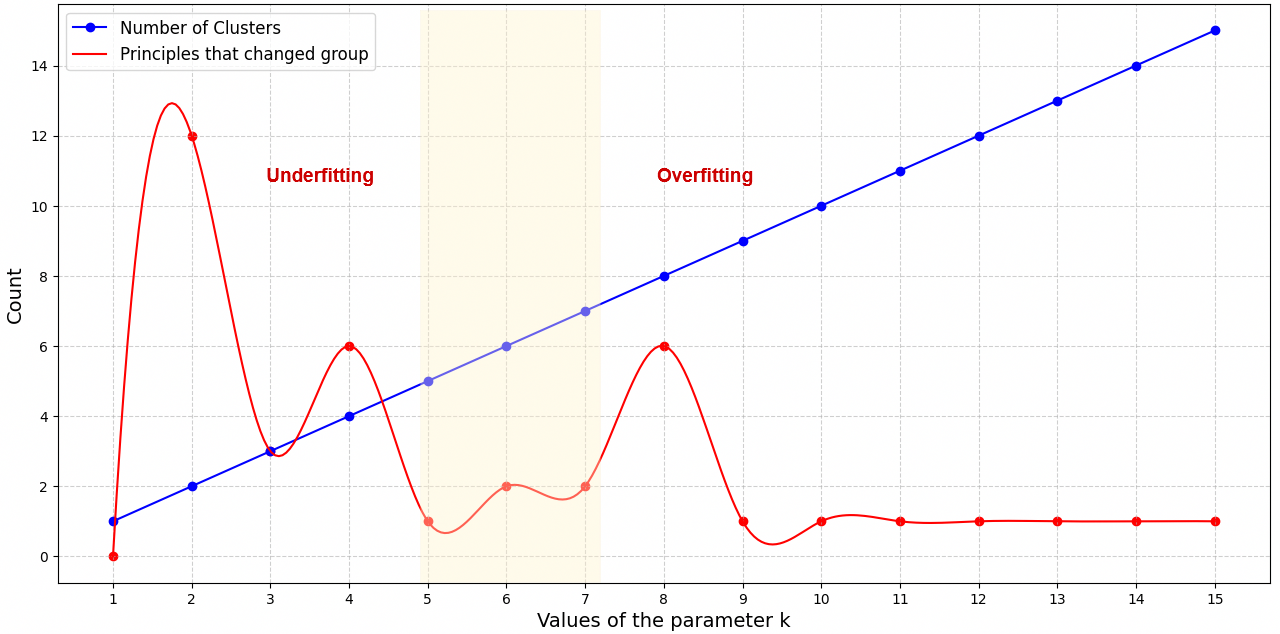 Number of Clusters
Principles that changed group
Underfitting
Overfitting
Count
14
12
10
8
6
4
2
0
1 2 3 4 5 6 7 8 9 10 11 12 13 14 15
Values of the parameter k